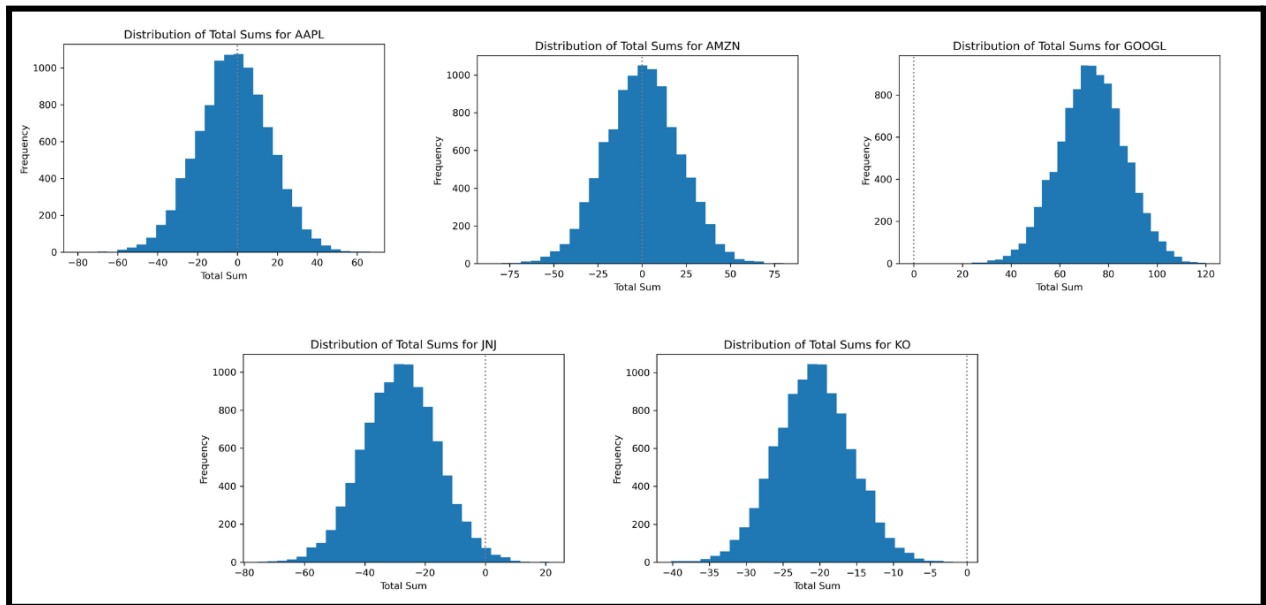 Distribution of Total Sums for AAPL
1000
800
600
400
200
0
Frequency
−80 −60 −40 −20 0 20 40 60
Total Sum
Distribution of Total Sums for AMZN
1000
800
600
400
200
0
Frequency
−75 −50 −25 0 25 50 75
Total Sum
Distribution of Total Sums for GOOGL
800
600
400
200
0
Frequency
0 20 40 60 80 100 120
Total Sum
Distribution of Total Sums for JNJ
1000
800
600
400
200
0
Frequency
−80 −60 −40 −20 0 20
Total Sum
Distribution of Total Sums for KO
1000
800
600
400
200
0
Frequency
−40 −35 −30 −25 −20 −15 −10 −5 0
Total Sum